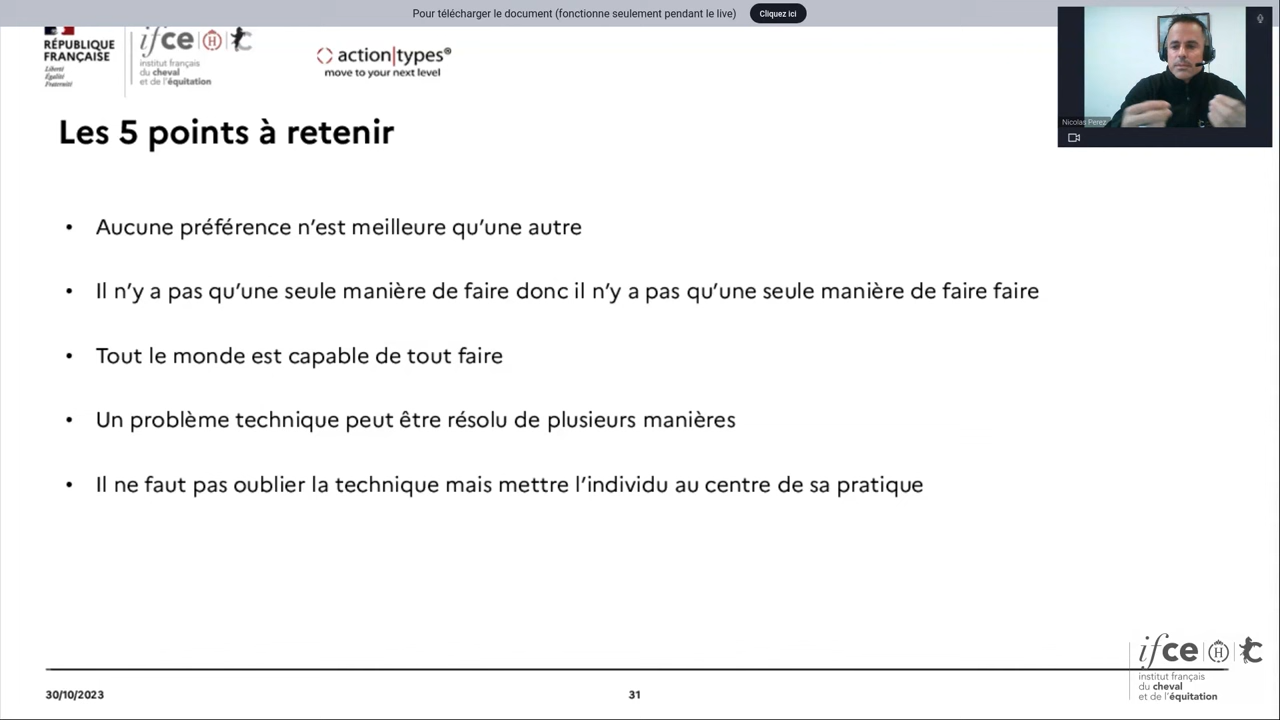 Pour télécharger le document (fonctionne seulement pendant le live)
Cliquez ici
RÉPUBLIQUE
FRANÇAISE
Liberté
Égalité
Fraternité
ifce
institut français
du cheval
et de l'équitation
action|types®
move to your next level
Nicolas Perez
Les 5 points à retenir
• Aucune préférence n'est meilleure qu'une autre
• Il n'y a pas qu'une seule manière de faire donc il n'y a pas qu'une seule manière de faire faire
• Tout le monde est capable de tout faire
• Un problème technique peut être résolu de plusieurs manières
• Il ne faut pas oublier la technique mais mettre l'individu au centre de sa pratique
30/10/2023
31
ifce
institut français
du cheval
et de l'équitation